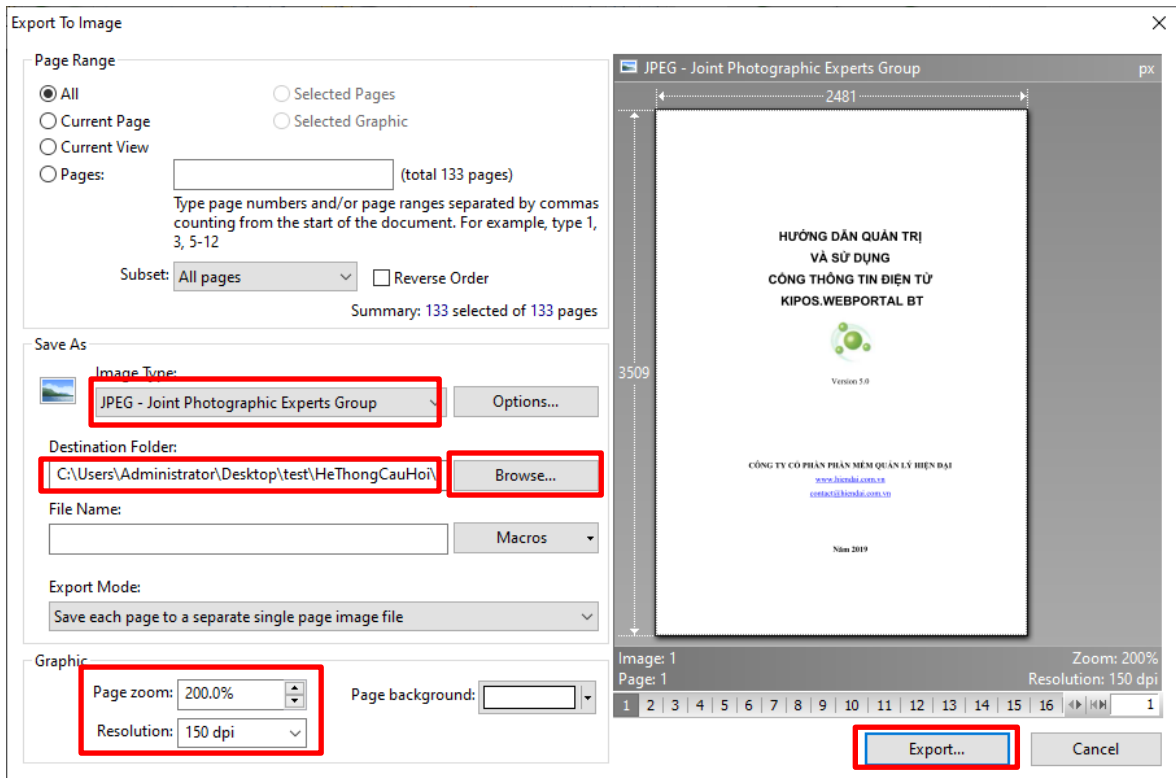 Export To Image
Page Range
All
Selected Pages
Current Page
Selected Graphic
Current View
Pages:
(total 133 pages)
Type page numbers and/or page ranges separated by commas
counting from the start of the document. For example, type 1,
3, 5-12
Subset: All pages
Reverse Order
Summary: 133 selected of 133 pages
Save As
Image Type:
JPEG - Joint Photographic Experts Group
Options...
Destination Folder:
C:\Users\Administrator\Desktop\test\HeThongCauHoi\
Browse...
File Name:
Macros
Export Mode:
Save each page to a separate single page image file
Graphic
Page zoom: 200.0%
Page background:
Resolution: 150 dpi
JPEG - Joint Photographic Experts Group px
2481
3509
HƯỚNG DẪN QUẢN TRỊ
VÀ SỬ DỤNG
CỔNG THÔNG TIN ĐIỆN TỬ
KIPOS.WEBPORTAL BT
Version 5.0
CÔNG TY CỔ PHẦN PHẦN MỀM QUẢN LÝ HIỆN ĐẠI
www.hiendai.com.vn
contact@hiendai.com.vn
Năm 2019
Image: 1 Zoom: 200%
Page: 1 Resolution: 150 dpi
1 2 3 4 5 6 7 8 9 10 11 12 13 14 15 16 1
Export... Cancel